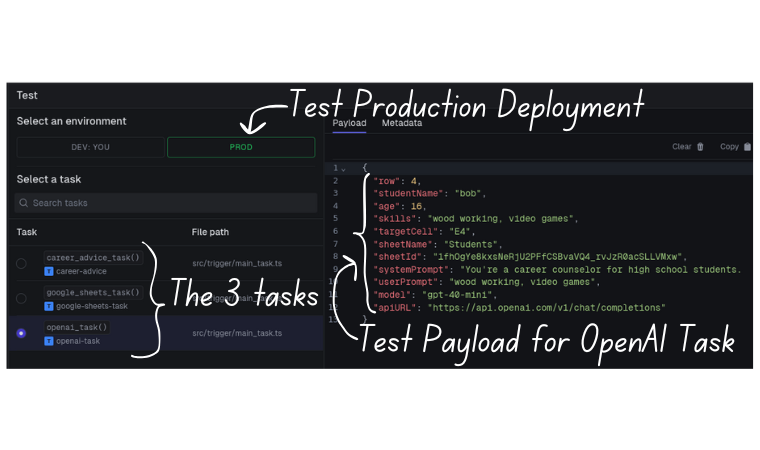 Test
Test Production Deployment
Select an environment
DEV: YOU
PROD
Select a task
Search tasks
Task
File path
career_advice_task()
career-advice
src/trigger/main_task.ts
google_sheets_task()
google-sheets-task
src/trigger/main_task.ts
openai_task()
openai-task
src/trigger/main_task.ts
The 3 tasks
Payload
Metadata
Clear
Copy
1 {
2 "row": 4,
3 "studentName": "bob",
4 "age": 16,
5 "skills": "wood working, video games",
6 "targetCell": "E4",
7 "sheetName": "Students",
8 "sheetId": "1fhOgYe8kxsNeRjU2PFfCSBvaVQ4_rvJzR0acSLLVMxw",
9 "systemPrompt": "You're a career counselor for high school students.
10 "userPrompt": "wood working, video games",
11 "model": "gpt-4o-mini",
12 "apiURL": "https://api.openai.com/v1/chat/completions"
13 }
Test Payload for OpenAI Task